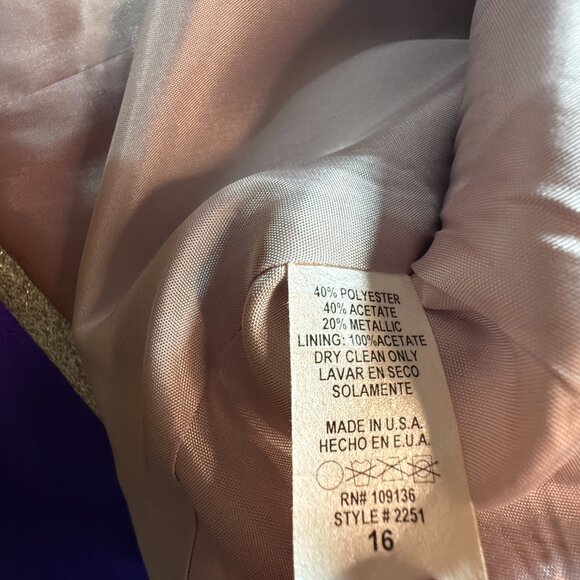 40% POLYESTER
40% ACETATE
20% METALLIC
LINING: 100%ACETATE
DRY CLEAN ONLY
LAVAR EN SECO
SOLAMENTE
MADE IN U.S.A.
HECHO EN E.U.A.
RN# 109136
STYLE # 2251
16